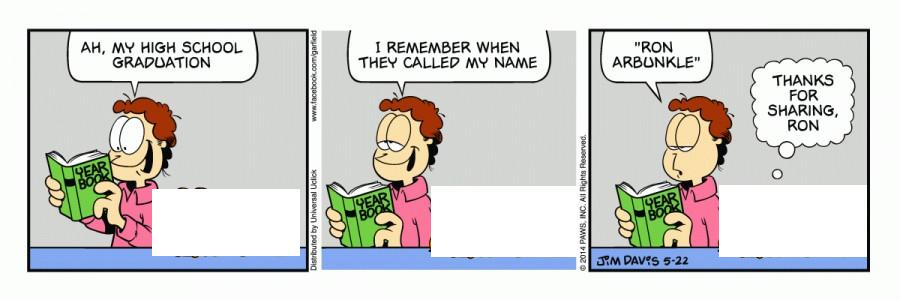 AH, MY HIGH SCHOOL
GRADUATION
YEAR
BOOK
www.facebook.com/garfield
Distributed by Universal Uclick
I REMEMBER WHEN
THEY CALLED MY NAME
YEAR
BOOK
© 2014 PAWS, INC. All Rights Reserved.
"RON
ARBUNKLE"
THANKS
FOR
SHARING,
RON
YEAR
BOOK
JIM DAVIS 5-22